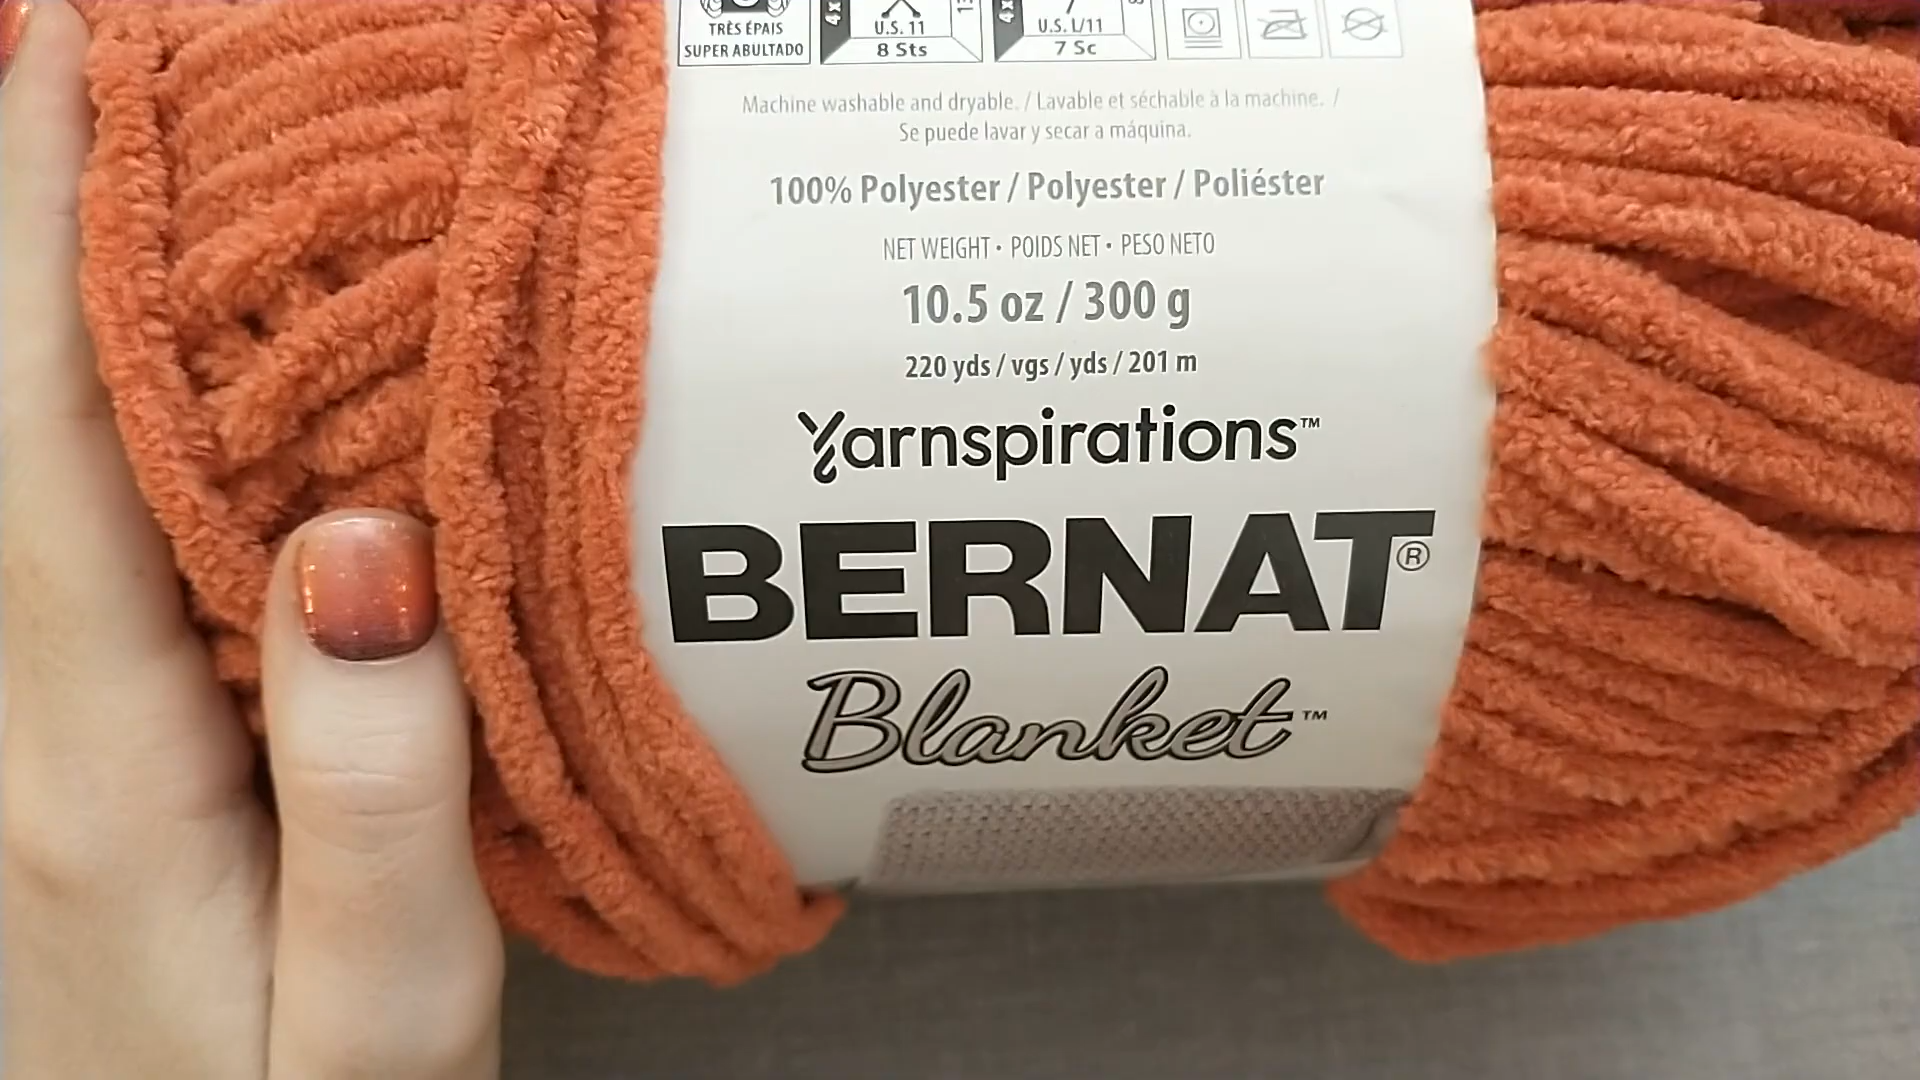 TRÈS ÉPAIS
SUPER ABULTADO
4 x
U.S. 11
8 Sts
4 x
U.S. L/11
7 Sc
Machine washable and dryable. / Lavable et séchable à la machine. /
Se puede lavar y secar a máquina.
100% Polyester / Polyester / Poliéster
NET WEIGHT • POIDS NET • PESO NETO
10.5 oz / 300 g
220 yds / vgs / yds / 201 m
Yarnspirations™
BERNAT®
Blanket™